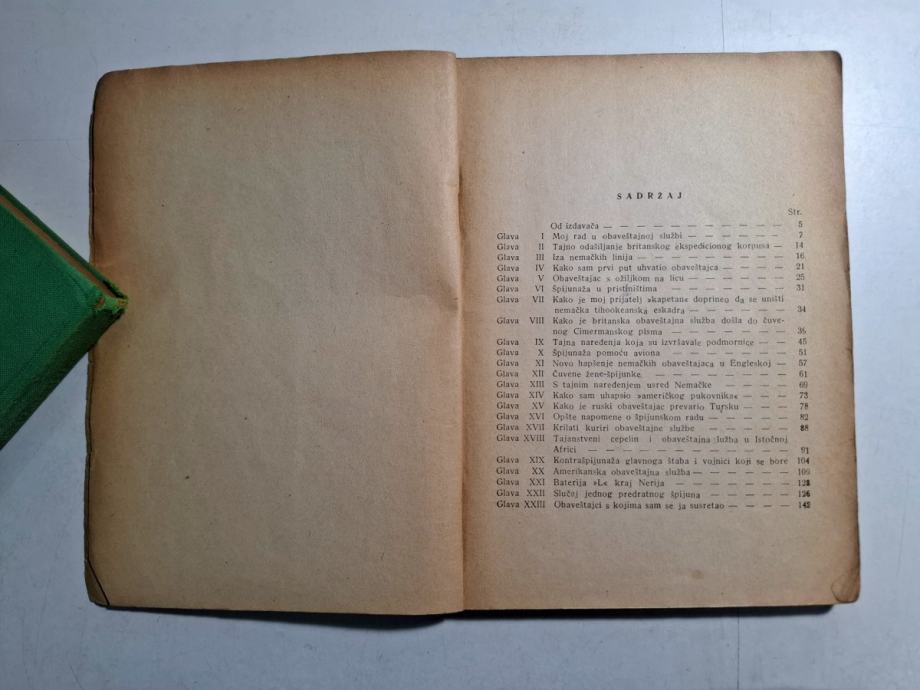 SADRŽAJ
Str.
Od izdavača — — — — — — — — — 5
Glava I Moj rad u obaveštajnoj službi — — — — — 7
Glava II Tajno odašiljanje britanskog ekspedicionog korpusa — 14
Glava III Iza nemačkih linija — — — — — — — 16
Glava IV Kako sam prvi put uhvatio obaveštajca — — — 21
Glava V Obaveštajac s ožiljkom na licu — — — — — 25
Glava VI Špijunaža u pristiništima — — — — — — 31
Glava VII Kako je moj prijatelj »kapetan« doprineo da se uništi
nemačka tihookeanska eskadra — — — — — 34
Glava VIII Kako je britanska obaveštajna služba došla do čuve-
nog Cimermanskog pisma — — — — — — 36
Glava IX Tajna naređenja koja su izvršavale podmornice — — 45
Glava X Špijunaža pomoću aviona — — — — — — 51
Glava XI Novo hapšenje nemačkih obaveštajaca u Engleskoj — 57
Glava XII Čuvene žene-špijunke — — — — — — 61
Glava XIII S tajnim naređenjem usred Nemačke — — — — 69
Glava XIV Kako sam uhapsio »američkog pukovnika« — — — 73
Glava XV Kako je ruski obaveštajac prevario Tursku — — — 78
Glava XVI Opšte napomene o špijunskom radu — — — — 82
Glava XVII Krilati kuriri obaveštajne službe — — — — — 88
Glava XVIII Tajanstveni cepelin i obaveštajna služba u Istočnoj
Africi — — — — — — — — — — 91
Glava XIX Kontrašpijunaža glavnoga štaba i vojnici koji se bore 104
Glava XX Amerikanska obaveštajna služba — — — — — 109
Glava XXI Baterija »L« kraj Nerija — — — — — —
Glava XXII Slučaj jednog predratnog špijuna — — — — 126
Glava XXIII Obaveštajci s kojima sam se ja susretao — — — — 142